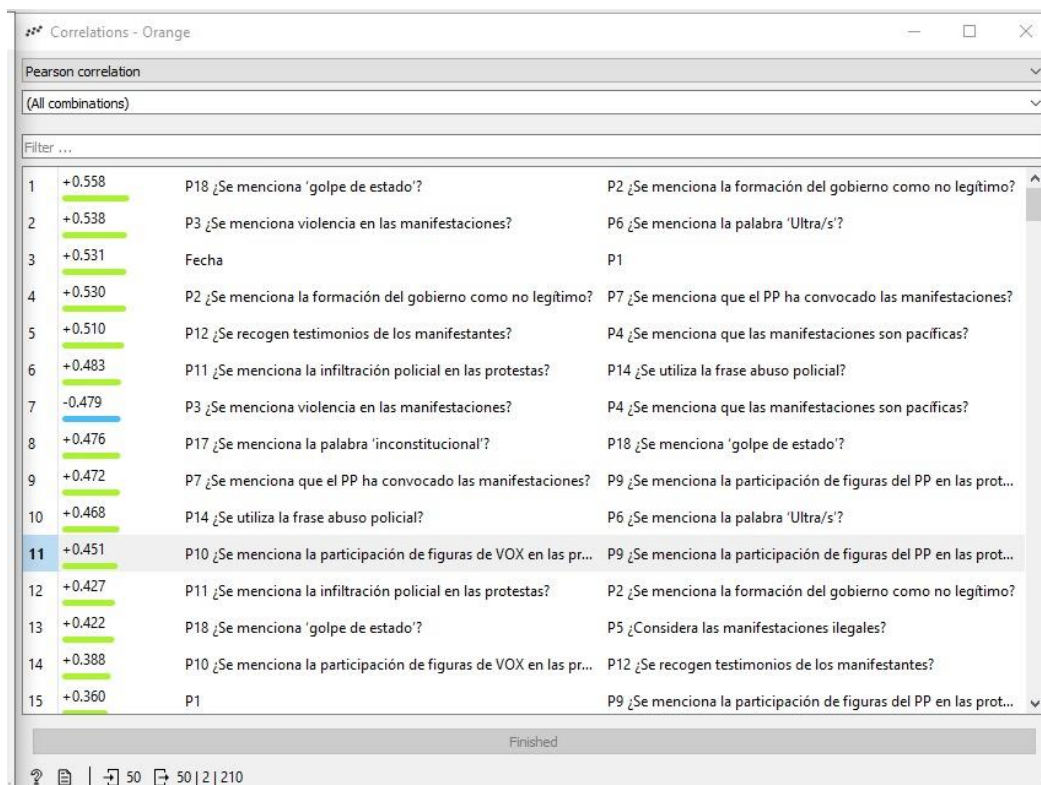 Correlations - Orange
Pearson correlation
(All combinations)
Filter ...
1 +0.558 P18 ¿Se menciona ‘golpe de estado’? P2 ¿Se menciona la formación del gobierno como no legítimo?
2 +0.538 P3 ¿Se menciona violencia en las manifestaciones? P6 ¿Se menciona la palabra ‘Ultra/s’?
3 +0.531 Fecha P1
4 +0.530 P2 ¿Se menciona la formación del gobierno como no legítimo? P7 ¿Se menciona que el PP ha convocado las manifestaciones?
5 +0.510 P12 ¿Se recogen testimonios de los manifestantes? P4 ¿Se menciona que las manifestaciones son pacíficas?
6 +0.483 P11 ¿Se menciona la infiltración policial en las protestas? P14 ¿Se utiliza la frase abuso policial?
7 -0.479 P3 ¿Se menciona violencia en las manifestaciones? P4 ¿Se menciona que las manifestaciones son pacíficas?
8 +0.476 P17 ¿Se menciona la palabra ‘inconstitucional’? P18 ¿Se menciona ‘golpe de estado’?
9 +0.472 P7 ¿Se menciona que el PP ha convocado las manifestaciones? P9 ¿Se menciona la participación de figuras del PP en las prot...
10 +0.468 P14 ¿Se utiliza la frase abuso policial? P6 ¿Se menciona la palabra ‘Ultra/s’?
11 +0.451 P10 ¿Se menciona la participación de figuras de VOX en las pr... P9 ¿Se menciona la participación de figuras del PP en las prot...
12 +0.427 P11 ¿Se menciona la infiltración policial en las protestas? P2 ¿Se menciona la formación del gobierno como no legítimo?
13 +0.422 P18 ¿Se menciona ‘golpe de estado’? P5 ¿Considera las manifestaciones ilegales?
14 +0.388 P10 ¿Se menciona la participación de figuras de VOX en las pr... P12 ¿Se recogen testimonios de los manifestantes?
15 +0.360 P1 P9 ¿Se menciona la participación de figuras del PP en las prot...
Finished
? | 50 50 | 2 | 210